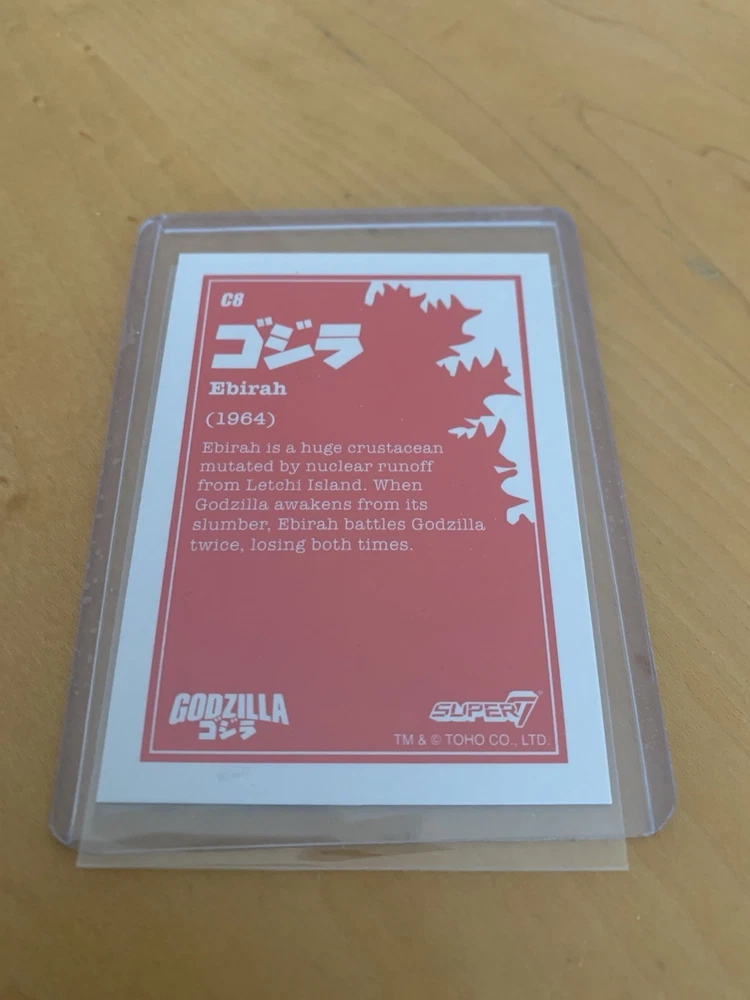 C8
ゴジラ
Ebirah
(1964)
Ebirah is a huge crustacean
mutated by nuclear runoff
from Letchi Island. When
Godzilla awakens from its
slumber, Ebirah battles Godzilla
twice, losing both times.
GODZILLA
ゴジラ
SUPER7®
TM & © TOHO CO., LTD.